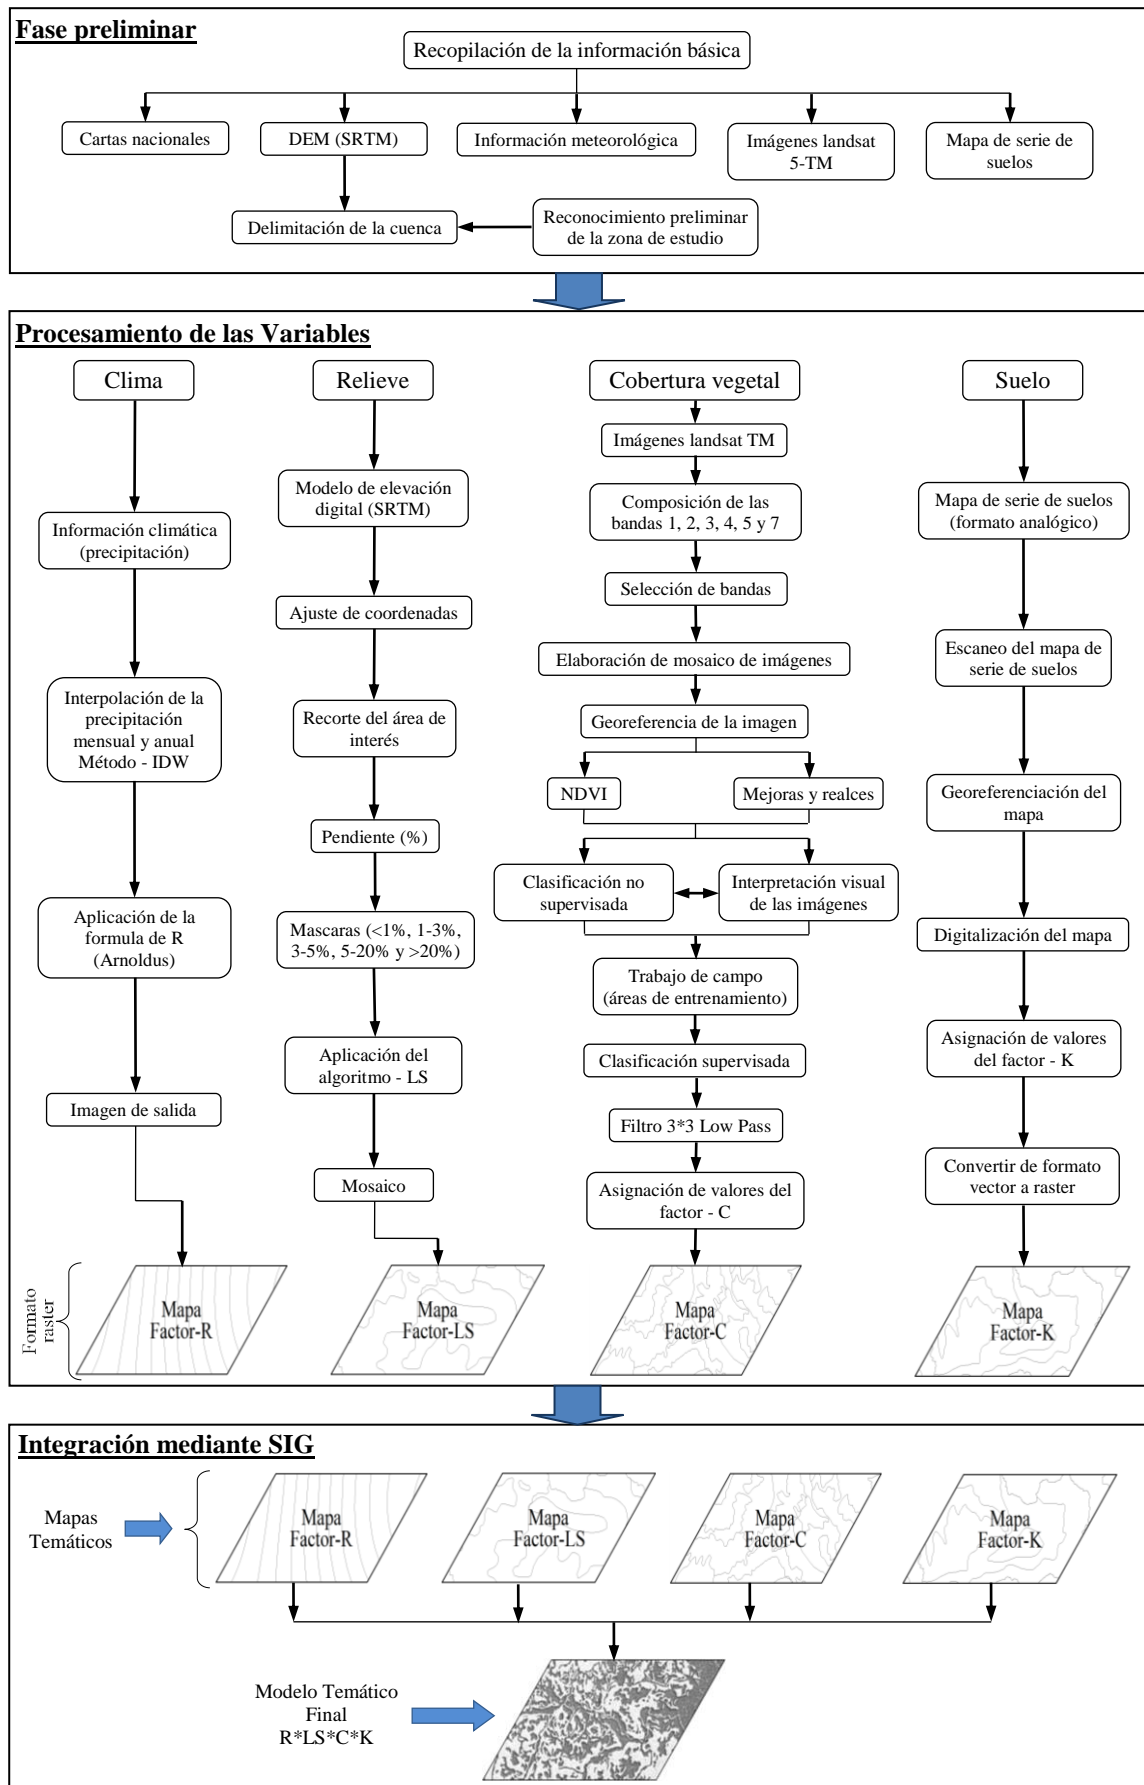 Fase preliminar
Recopilación de la información básica
Cartas nacionales
DEM (SRTM)
Información meteorológica
Imágenes landsat
5-TM
Mapa de serie de
suelos
Delimitación de la cuenca
Reconocimiento preliminar
de la zona de estudio
Procesamiento de las Variables
Clima
Información climática
(precipitación)
Interpolación de la
precipitación
mensual y anual
Método - IDW
Aplicación de la
formula de R
(Arnoldus)
Imagen de salida
Relieve
Modelo de elevación
digital (SRTM)
Ajuste de coordenadas
Recorte del área de
interés
Pendiente (%)
Mascaras (<1%, 1-3%,
3-5%, 5-20% y >20%)
Aplicación del
algoritmo - LS
Mosaico
Cobertura vegetal
Imágenes landsat TM
Composición de las
bandas 1, 2, 3, 4, 5 y 7
Selección de bandas
Elaboración de mosaico de imágenes
Georeferencia de la imagen
NDVI
Mejoras y realces
Clasificación no
supervisada
Interpretación visual
de las imágenes
Trabajo de campo
(áreas de entrenamiento)
Clasificación supervisada
Filtro 3*3 Low Pass
Asignación de valores del
factor - C
Suelo
Mapa de serie de suelos
(formato analógico)
Escaneo del mapa de
serie de suelos
Georeferenciación del
mapa
Digitalización del mapa
Asignación de valores
del factor - K
Convertir de formato
vector a raster
Formato
raster
Mapa
Factor-R
Mapa
Factor-LS
Mapa
Factor-C
Mapa
Factor-K
Integración mediante SIG
Mapas
Temáticos
Mapa
Factor-R
Mapa
Factor-LS
Mapa
Factor-C
Mapa
Factor-K
Modelo Temático
Final
R*LS*C*K